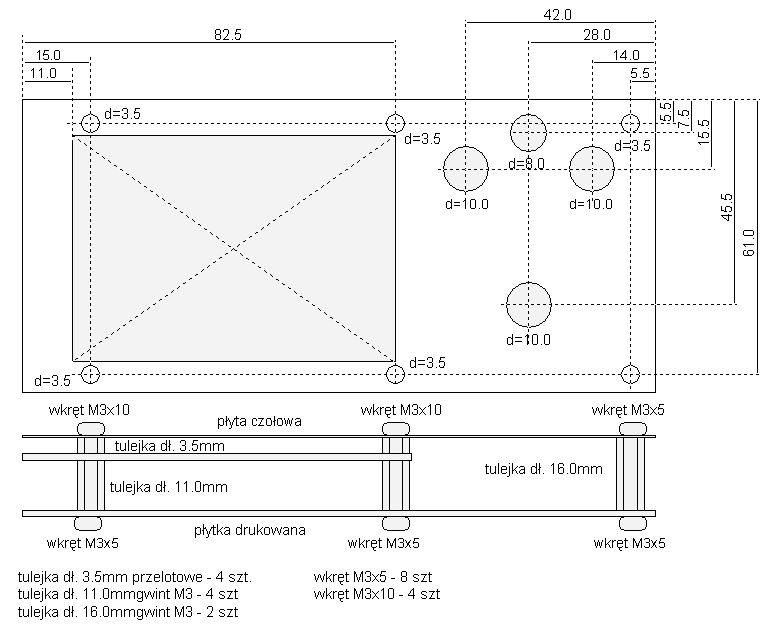 42.0
82.5
28.0
15.0
14.0
11.0
5.5
d=3.5
d=3.5
d=3.5
5.5
7.5
15.5
45.5
61.0
d=8.0
d=10.0
d=10.0
d=10.0
d=3.5
d=3.5
wkręt M3x10
wkręt M3x10
wkręt M3x5
płyta czołowa
tulejka dł. 3.5mm
tulejka dł. 16.0mm
tulejka dł. 11.0mm
płytka drukowana
wkręt M3x5
wkręt M3x5
wkręt M3x5
tulejka dł. 3.5mm przelotowe - 4 szt.
wkręt M3x5 - 8 szt
tulejka dł. 11.0mmgwint M3 - 4 szt
wkręt M3x10 - 4 szt
tulejka dł. 16.0mmgwint M3 - 2 szt